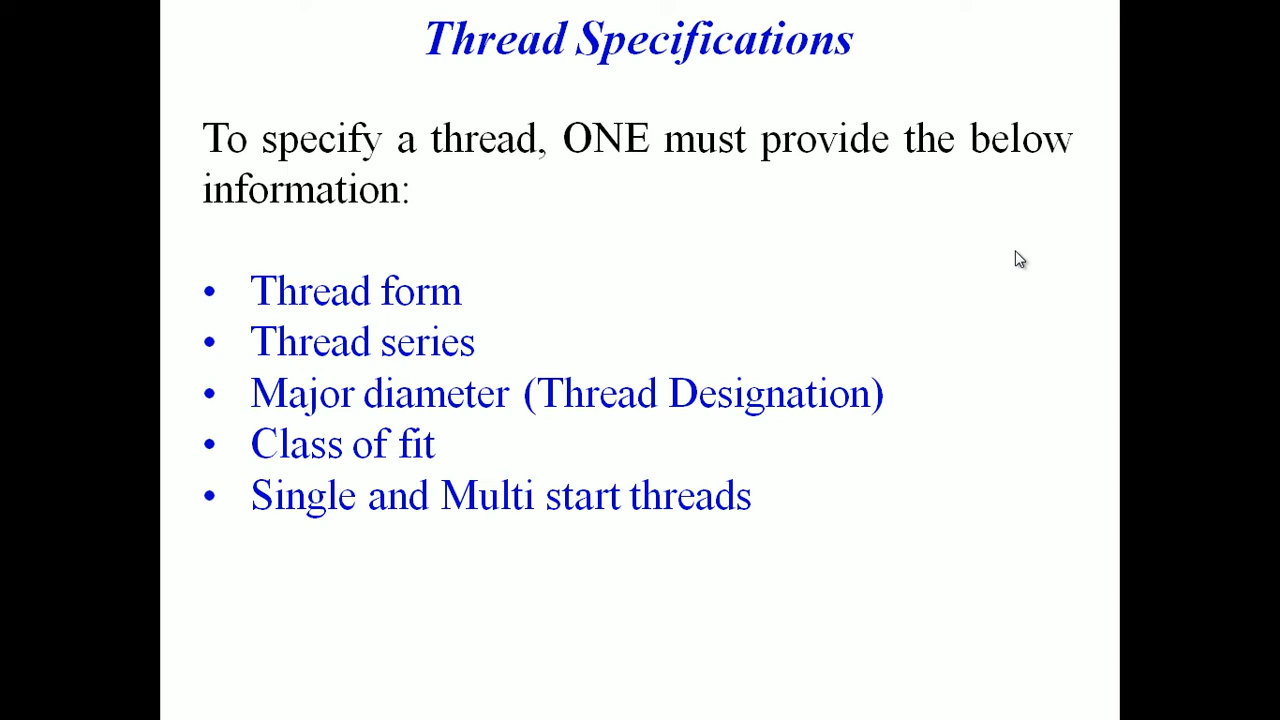 Thread Specifications
To specify a thread, ONE must provide the below
information:
• Thread form
• Thread series
• Major diameter (Thread Designation)
• Class of fit
• Single and Multi start threads